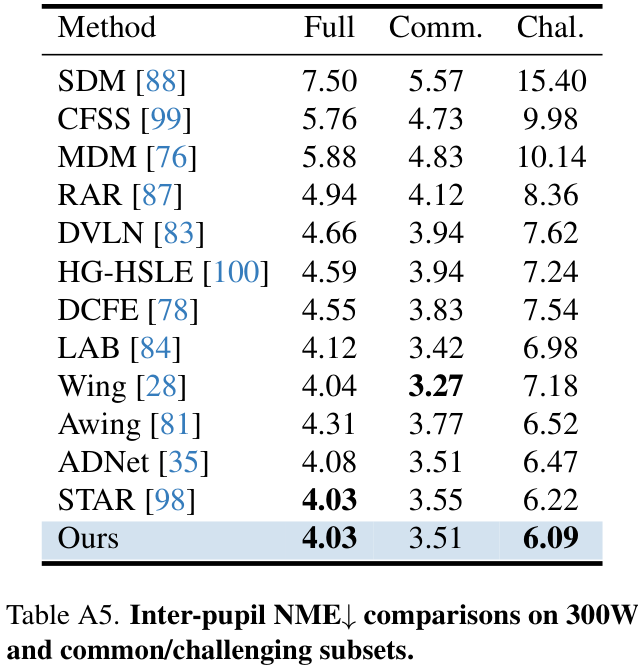 Method Full Comm. Chal.
SDM [88] 7.50 5.57 15.40
CFSS [99] 5.76 4.73 9.98
MDM [76] 5.88 4.83 10.14
RAR [87] 4.94 4.12 8.36
DVLN [83] 4.66 3.94 7.62
HG-HSLE [100] 4.59 3.94 7.24
DCFE [78] 4.55 3.83 7.54
LAB [84] 4.12 3.42 6.98
Wing [28] 4.04 3.27 7.18
Awing [81] 4.31 3.77 6.52
ADNet [35] 4.08 3.51 6.47
STAR [98] 4.03 3.55 6.22
Ours 4.03 3.51 6.09
Table A5. Inter-pupil NME↓ comparisons on 300W
and common/challenging subsets.